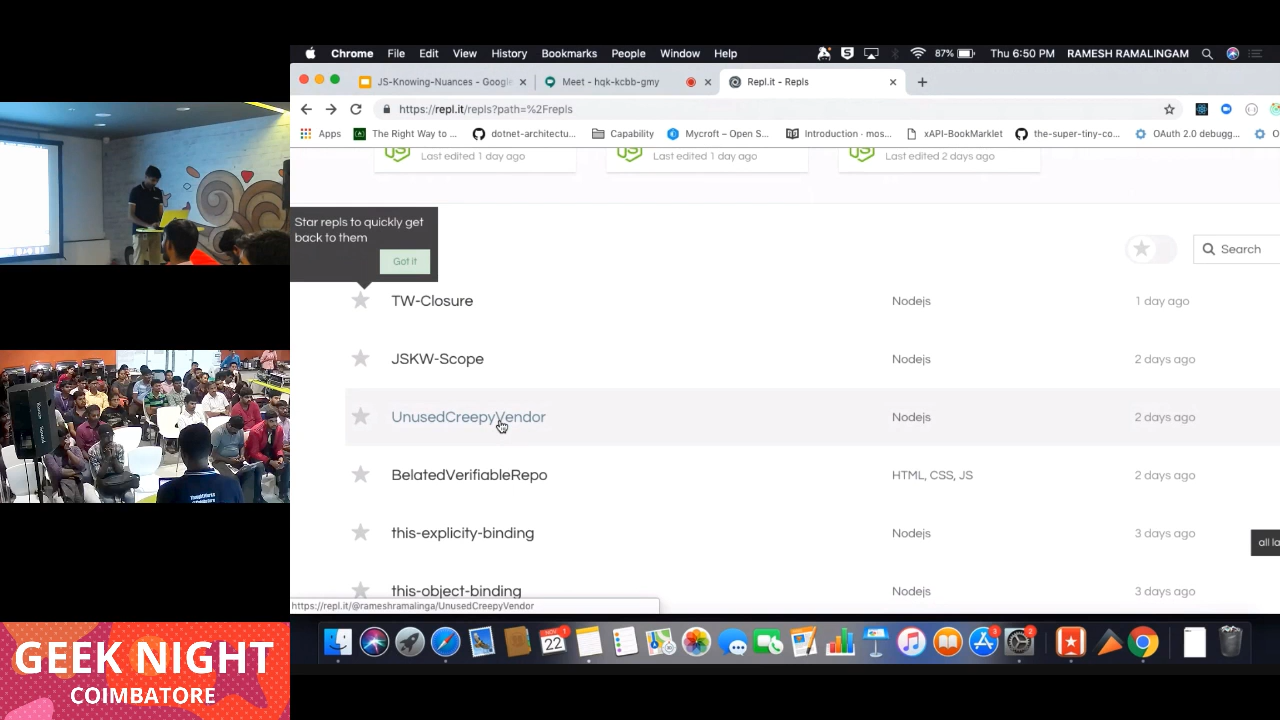 Chrome File Edit View History Bookmarks People Window Help
87% Thu 6:50 PM RAMESH RAMALINGAM
JS-Knowing-Nuances - Google
Meet - hqk-kcbb-gmy
Repl.it - Repls
https://repl.it/repls?path=%2Frepls
Apps The Right Way to ... dotnet-architectu... Capability Mycroft – Open S... Introduction · mos... xAPI-BookMarklet the-super-tiny-co... OAuth 2.0 debugg...
Last edited 1 day ago Last edited 1 day ago Last edited 2 days ago
Star repls to quickly get
back to them
Got it
Search
TW-Closure Nodejs 1 day ago
JSKW-Scope Nodejs 2 days ago
UnusedCreepyVendor Nodejs 2 days ago
BelatedVerifiableRepo HTML, CSS, JS 2 days ago
this-explicity-binding Nodejs 3 days ago
all la
this-object-binding Nodejs 3 days ago
https://repl.it/@rameshramalinga/UnusedCreepyVendor
22
GEEK NIGHT
COIMBATORE